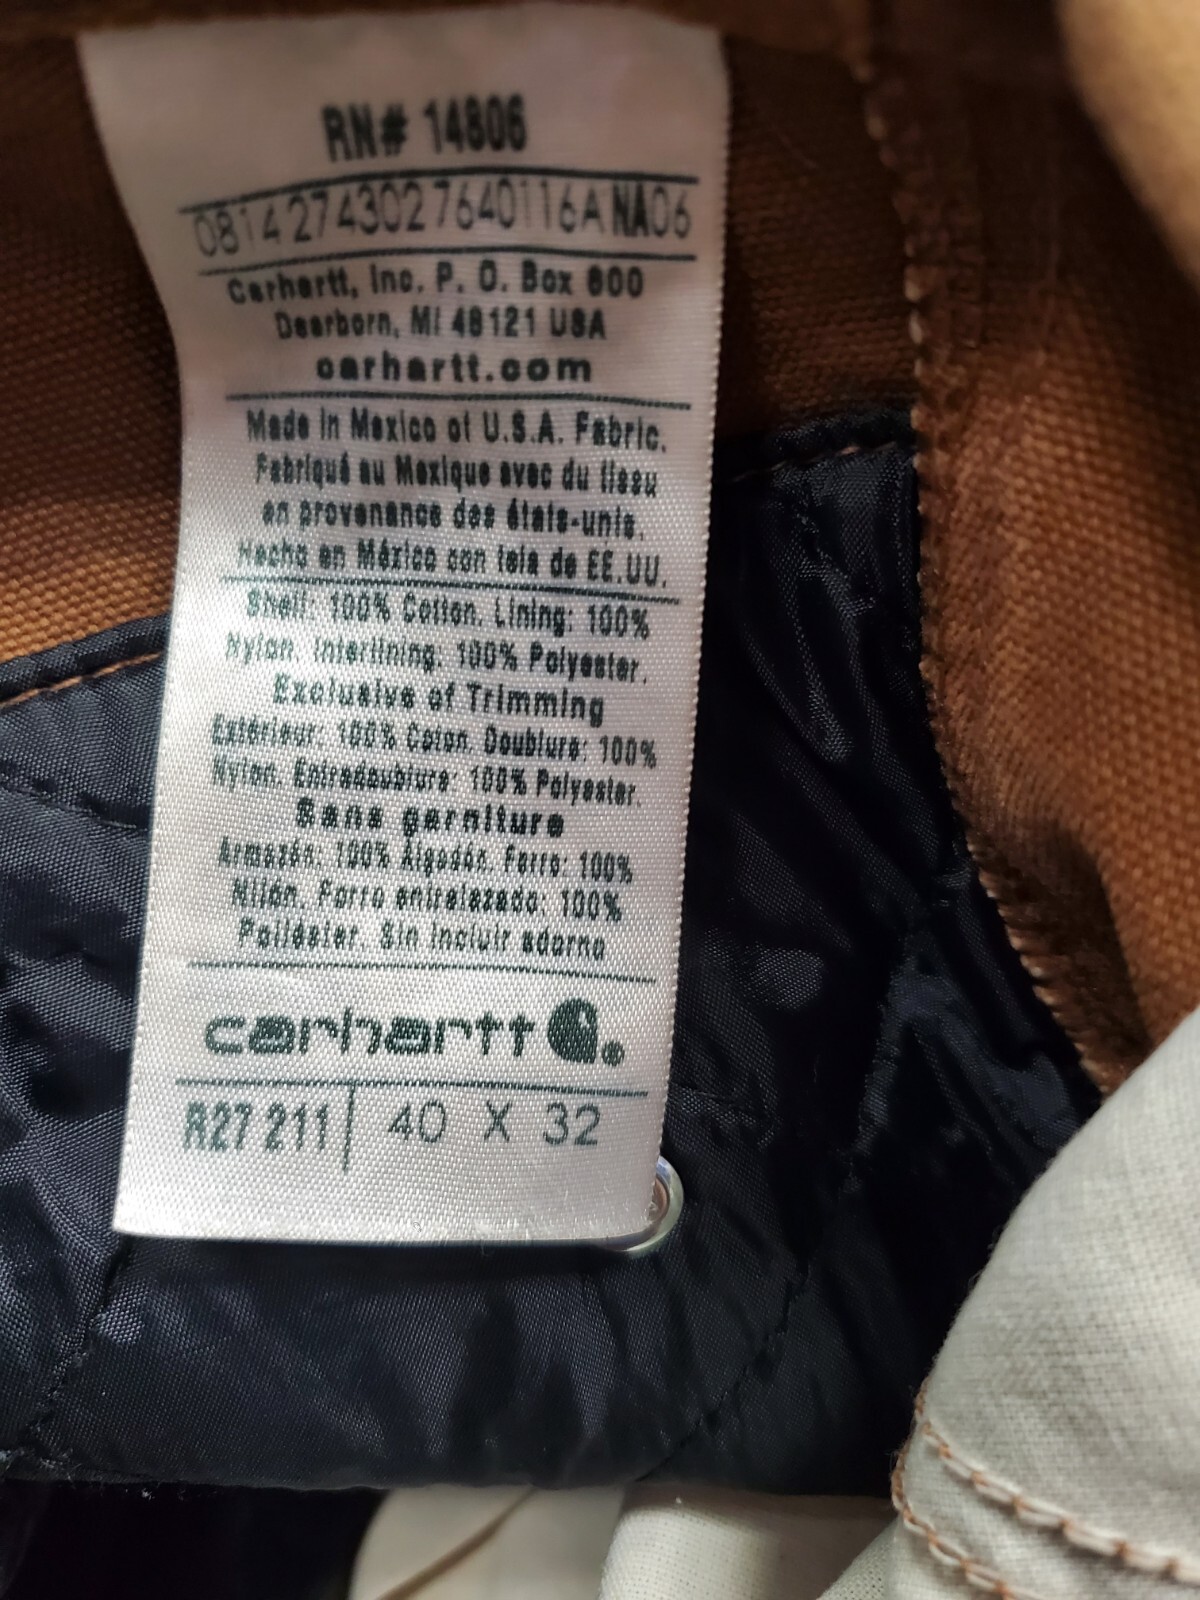 RN# 14806
0814274302764 0116A NA06
Carhartt, Inc. P. O. Box 600
Dearborn, MI 48121 USA
carhartt.com
Made in Mexico of U.S.A. Fabric.
Fabriqué au Mexique avec du tissu
en provenance des états-unis.
Hecho en México con tela de EE.UU.
Shell: 100% Cotton. Lining: 100%
Nylon. Interlining: 100% Polyester.
Exclusive of Trimming
Extérieur: 100% Coton. Doublure: 100%
Nylon. Entredoublure: 100% Polyester.
Sans garniture
Armazón: 100% Algodón. Forro: 100%
Nilón. Forro entrelazado: 100%
Poliéster. Sin incluir adorno
carhartt ®
R27 211 | 40 X 32